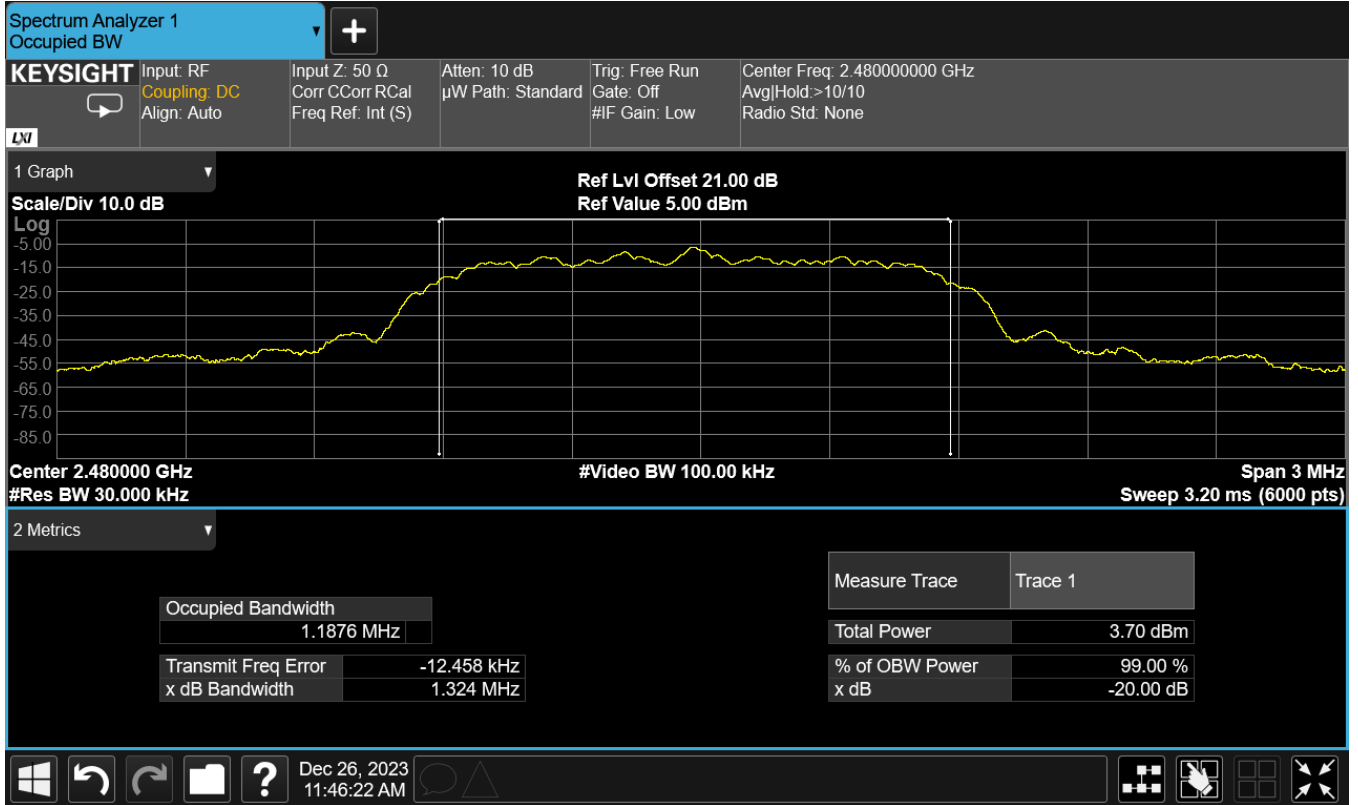 Spectrum Analyzer 1
Occupied BW
KEYSIGHT
LXI
Input: RF
Coupling: DC
Align: Auto
Input Z: 50 Ω
Corr CCorr RCal
Freq Ref: Int (S)
Atten: 10 dB
µW Path: Standard
Trig: Free Run
Gate: Off
#IF Gain: Low
Center Freq: 2.480000000 GHz
Avg|Hold:>10/10
Radio Std: None
1 Graph
Scale/Div 10.0 dB
Ref Lvl Offset 21.00 dB
Ref Value 5.00 dBm
Log
-5.00
-15.0
-25.0
-35.0
-45.0
-55.0
-65.0
-75.0
-85.0
Center 2.480000 GHz
#Res BW 30.000 kHz
#Video BW 100.00 kHz
Span 3 MHz
Sweep 3.20 ms (6000 pts)
2 Metrics
Occupied Bandwidth
1.1876 MHz
Transmit Freq Error -12.458 kHz
x dB Bandwidth 1.324 MHz
Measure Trace Trace 1
Total Power 3.70 dBm
% of OBW Power 99.00 %
x dB -20.00 dB
?
Dec 26, 2023
11:46:22 AM